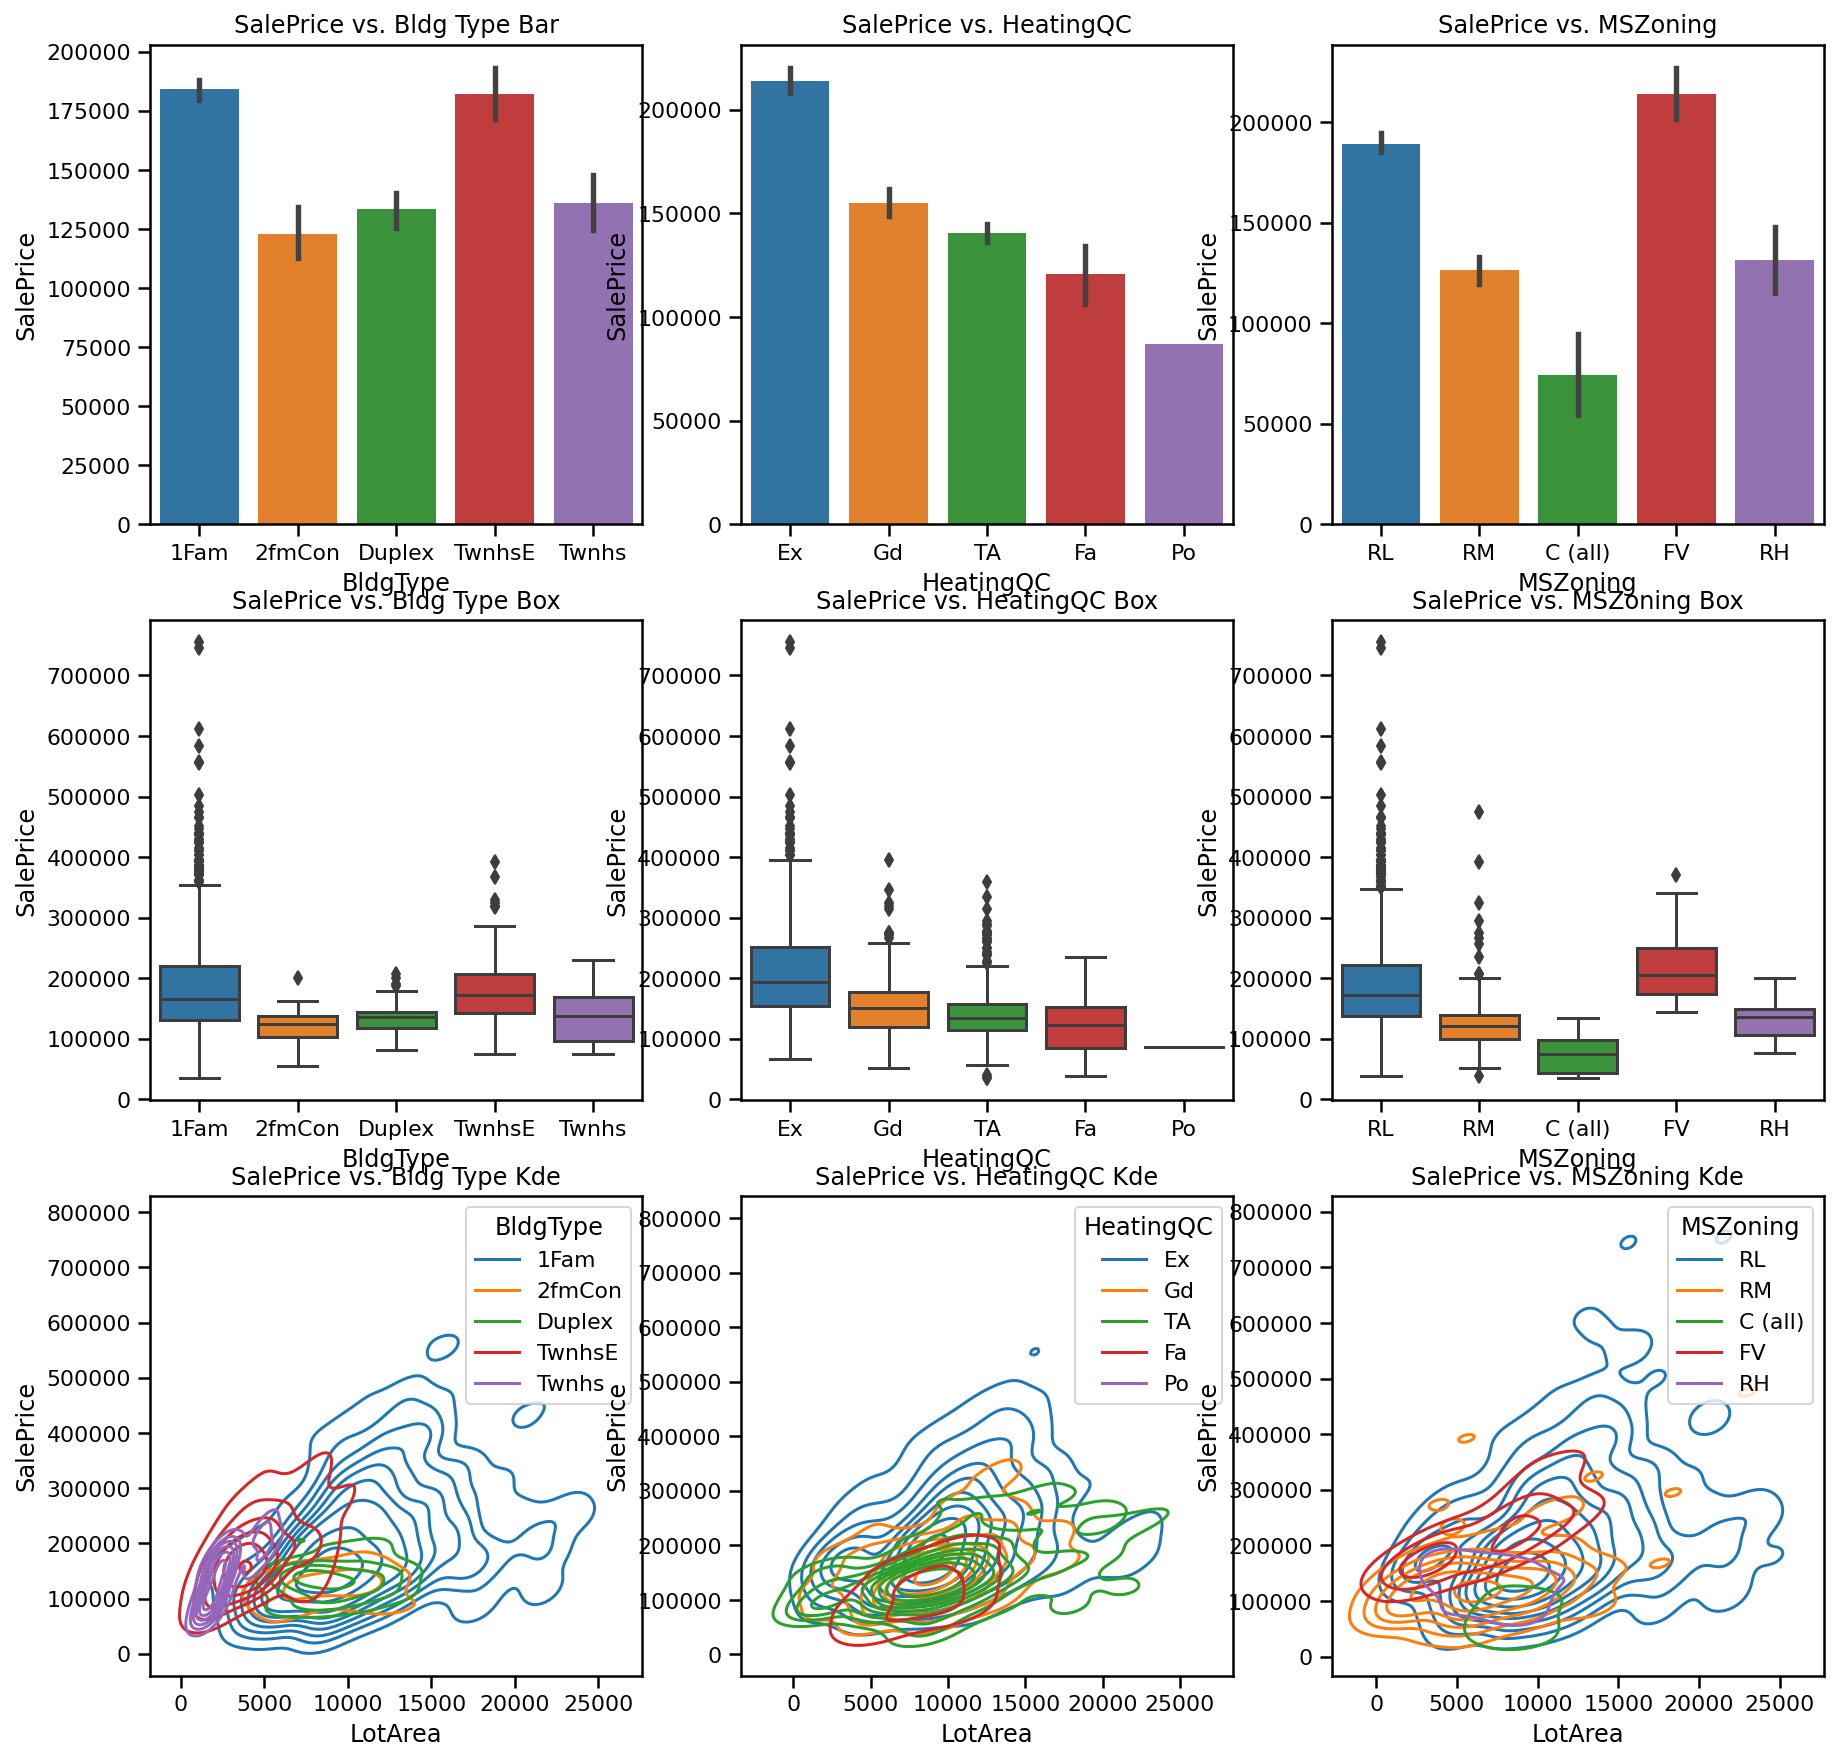 SalePrice vs. Bldg Type Bar
SalePrice
200000
175000
150000
125000
100000
75000
50000
25000
0
1Fam 2fmCon Duplex TwnhsE Twnhs
BldgType
SalePrice vs. HeatingQC
SalePrice
200000
150000
100000
50000
0
Ex Gd TA Fa Po
HeatingQC
SalePrice vs. MSZoning
SalePrice
200000
150000
100000
50000
0
RL RM C (all) FV RH
MSZoning
SalePrice vs. Bldg Type Box
SalePrice
700000
600000
500000
400000
300000
200000
100000
0
1Fam 2fmCon Duplex TwnhsE Twnhs
BldgType
SalePrice vs. HeatingQC Box
SalePrice
700000
600000
500000
400000
300000
200000
100000
0
Ex Gd TA Fa Po
HeatingQC
SalePrice vs. MSZoning Box
SalePrice
700000
600000
500000
400000
300000
200000
100000
0
RL RM C (all) FV RH
MSZoning
SalePrice vs. Bldg Type Kde
SalePrice
800000
700000
600000
500000
400000
300000
200000
100000
0
BldgType
1Fam
2fmCon
Duplex
TwnhsE
Twnhs
0 5000 10000 15000 20000 25000
LotArea
SalePrice vs. HeatingQC Kde
SalePrice
800000
700000
600000
500000
400000
300000
200000
100000
0
HeatingQC
Ex
Gd
TA
Fa
Po
0 5000 10000 15000 20000 25000
LotArea
SalePrice vs. MSZoning Kde
SalePrice
800000
700000
600000
500000
400000
300000
200000
100000
0
MSZoning
RL
RM
C (all)
FV
RH
0 5000 10000 15000 20000 25000
LotArea